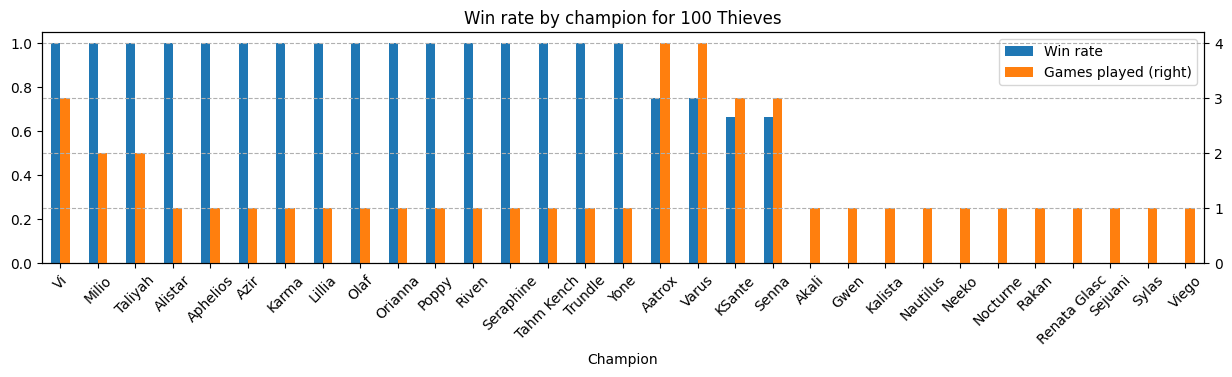 Win rate by champion for 100 Thieves
Win rate
Games played (right)
1.0
0.8
0.6
0.4
0.2
0.0
4
3
2
1
0
Vi
Milio
Taliyah
Alistar
Aphelios
Azir
Karma
Lillia
Olaf
Orianna
Poppy
Riven
Seraphine
Tahm Kench
Trundle
Yone
Aatrox
Varus
KSante
Senna
Akali
Gwen
Kalista
Nautilus
Neeko
Nocturne
Rakan
Renata Glasc
Sejuani
Sylas
Viego
Champion